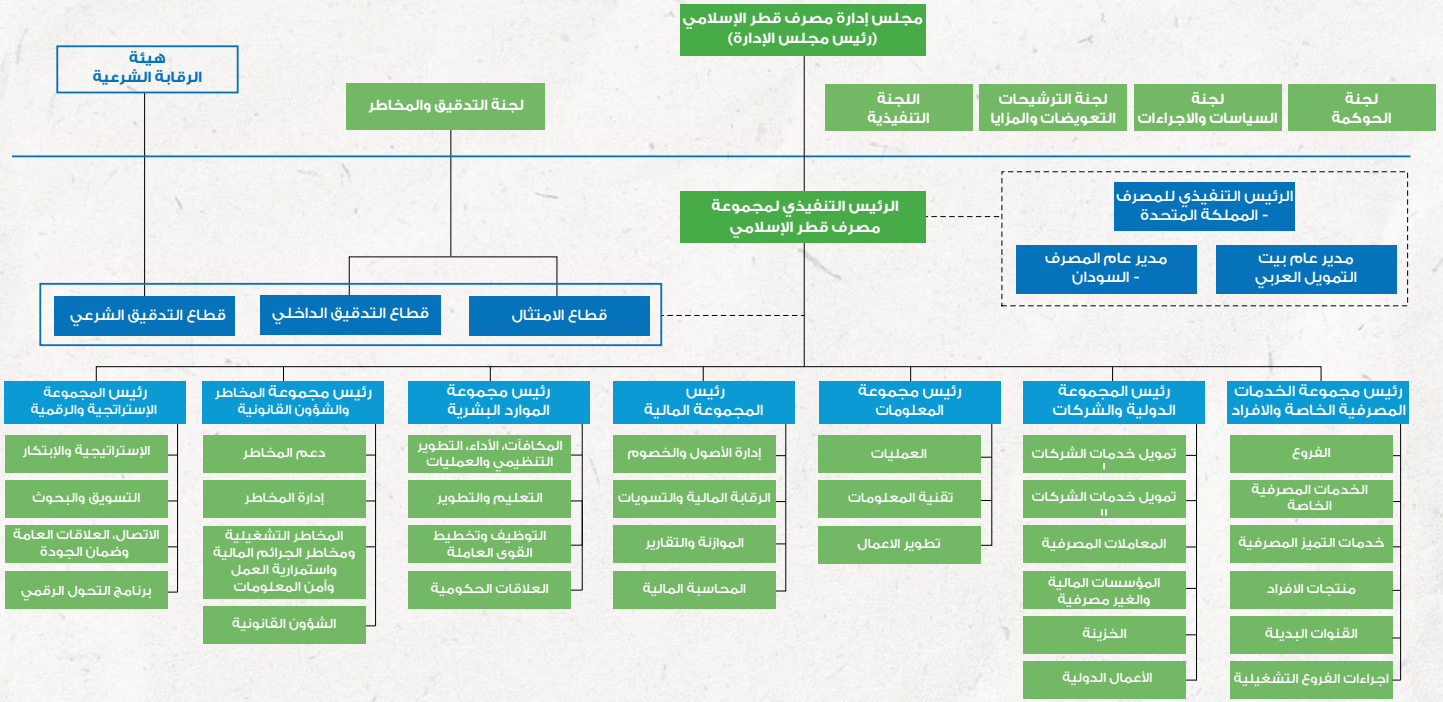 مجلس إدارة مصرف قطر الإسلامي
(رئيس مجلس الإدارة)
هيئة
الرقابة الشرعية
لجنة التدقيق والمخاطر
لجنة
الحوكمة
لجنة
السياسات والاجراءات
لجنة الترشيحات
التعويضات والمزايا
اللجنة
التنفيذية
الرئيس التنفيذي لمجموعة
مصرف قطر الإسلامي
الرئيس التنفيذي للمصرف
- المملكة المتحدة
مدير عام بيت
التمويل العربي
مدير عام المصرف
- السودان
قطاع الامتثال
قطاع التدقيق الداخلي
قطاع التدقيق الشرعي
رئيس مجموعة الخدمات
المصرفية الخاصة والافراد
الفروع
الخدمات المصرفية
الخاصة
خدمات التميز المصرفية
منتجات الافراد
القنوات البديلة
اجراءات الفروع التشغيلية
رئيس المجموعة
الدولية والشركات
تمويل خدمات الشركات
I
تمويل خدمات الشركات
II
المعاملات المصرفية
المؤسسات المالية
والغير مصرفية
الخزينة
الأعمال الدولية
رئيس مجموعة
المعلومات
العمليات
تقنية المعلومات
تطوير الاعمال
رئيس
المجموعة المالية
إدارة الأصول والخصوم
الرقابة المالية والتسويات
الموازنة والتقارير
المحاسبة المالية
رئيس مجموعة
الموارد البشرية
المكافآت، الأداء، التطوير
التنظيمي والعمليات
التعليم والتطوير
التوظيف وتخطيط
القوى العاملة
العلاقات الحكومية
رئيس مجموعة المخاطر
والشؤون القانونية
دعم المخاطر
إدارة المخاطر
المخاطر التشغيلية
ومخاطر الجرائم المالية
واستمرارية العمل
وأمن المعلومات
الشؤون القانونية
رئيس المجموعة
الإستراتجية والرقمية
الإستراتيجية والإبتكار
التسويق والبحوث
الاتصال، العلاقات العامة
وضمان الجودة
برنامج التحول الرقمي